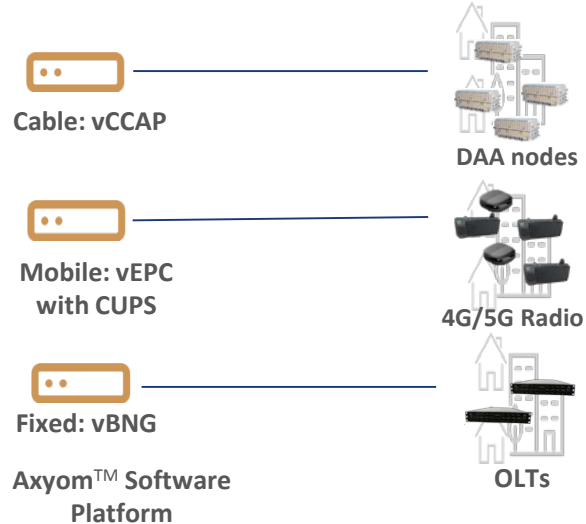 Cable: vCCAP
DAA nodes
Mobile: vEPC
with CUPS
4G/5G Radio
Fixed: vBNG
OLTs
Axyom™ Software
Platform